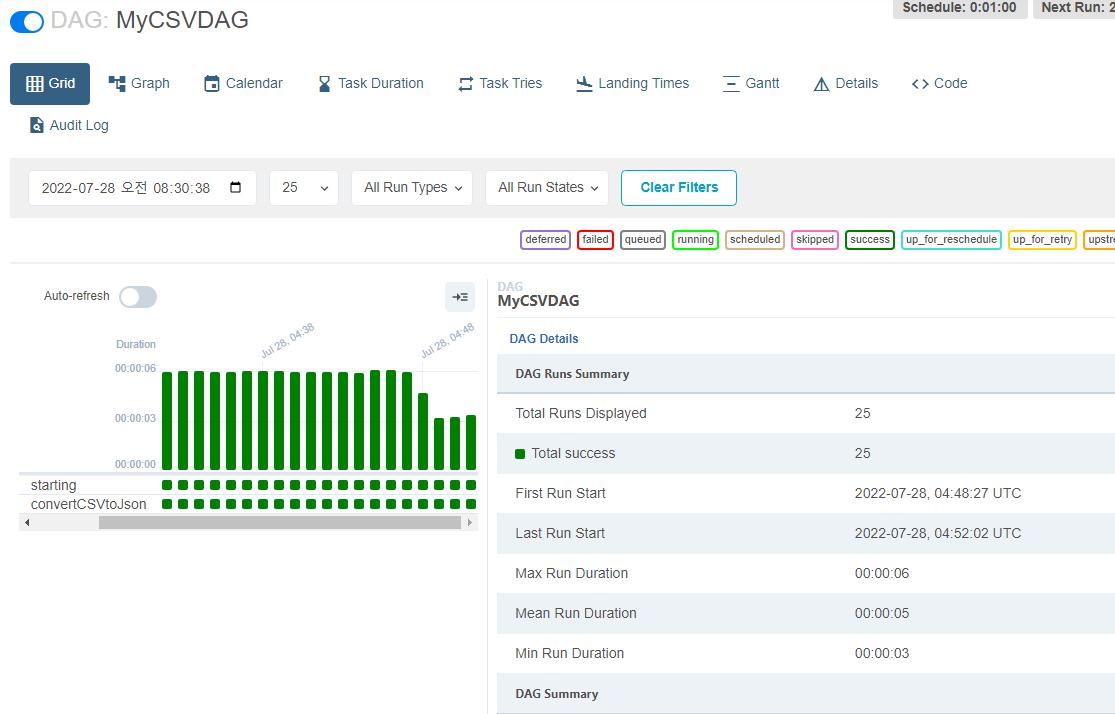 DAG: MyCSVDAG
Schedule: 0:01:00
Next Run: 2
Grid
Graph
Calendar
Task Duration
Task Tries
Landing Times
Gantt
Details
Code
Audit Log
2022-07-28 오전 08:30:38
25
All Run Types
All Run States
Clear Filters
deferred
failed
queued
running
scheduled
skipped
success
up_for_reschedule
up_for_retry
upstre
Auto-refresh
Jul 28, 04:38
Jul 28, 04:48
Duration
00:00:06
00:00:03
00:00:00
starting
convertCSVtoJson
DAG
MyCSVDAG
DAG Details
DAG Runs Summary
Total Runs Displayed 25
Total success 25
First Run Start 2022-07-28, 04:48:27 UTC
Last Run Start 2022-07-28, 04:52:02 UTC
Max Run Duration 00:00:06
Mean Run Duration 00:00:05
Min Run Duration 00:00:03
DAG Summary